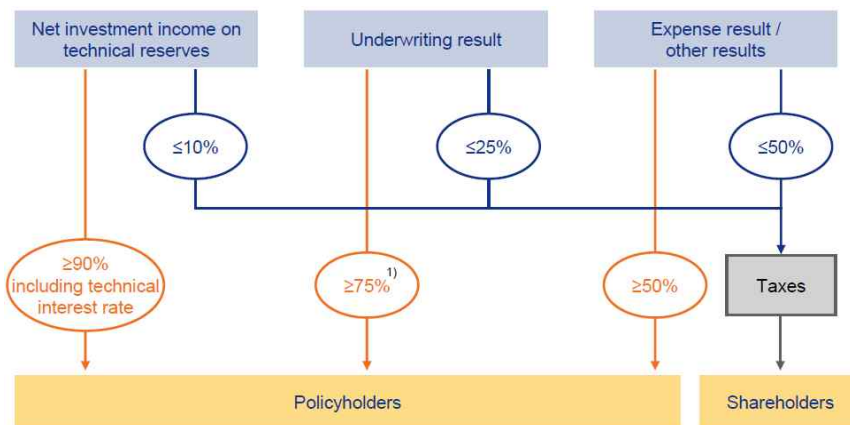 Net investment income on
technical reserves
Underwriting result
Expense result /
other results
≤10%
≤25%
≤50%
≥90%
including technical
interest rate
≥75% 1)
≥50%
Taxes
Policyholders
Shareholders